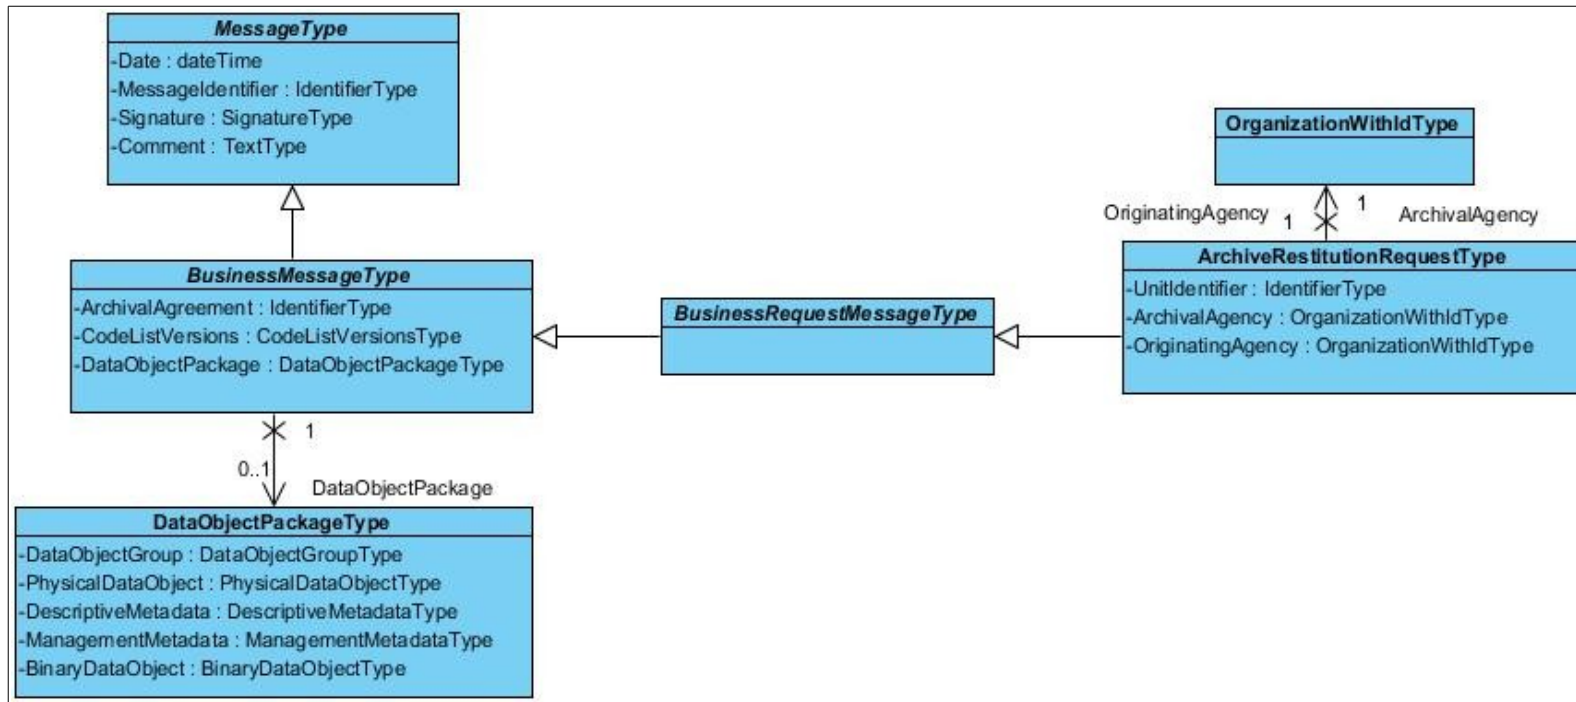 MessageType
-Date : dateTime
-MessageIdentifier : IdentifierType
-Signature : SignatureType
-Comment : TextType
OrganizationWithIdType
OriginatingAgency 1 1 ArchivalAgency
BusinessMessageType
-ArchivalAgreement : IdentifierType
-CodeListVersions : CodeListVersionsType
-DataObjectPackage : DataObjectPackageType
BusinessRequestMessageType
ArchiveRestitutionRequestType
-UnitIdentifier : IdentifierType
-ArchivalAgency : OrganizationWithIdType
-OriginatingAgency : OrganizationWithIdType
1
0..1
DataObjectPackage
DataObjectPackageType
-DataObjectGroup : DataObjectGroupType
-PhysicalDataObject : PhysicalDataObjectType
-DescriptiveMetadata : DescriptiveMetadataType
-ManagementMetadata : ManagementMetadataType
-BinaryDataObject : BinaryDataObjectType